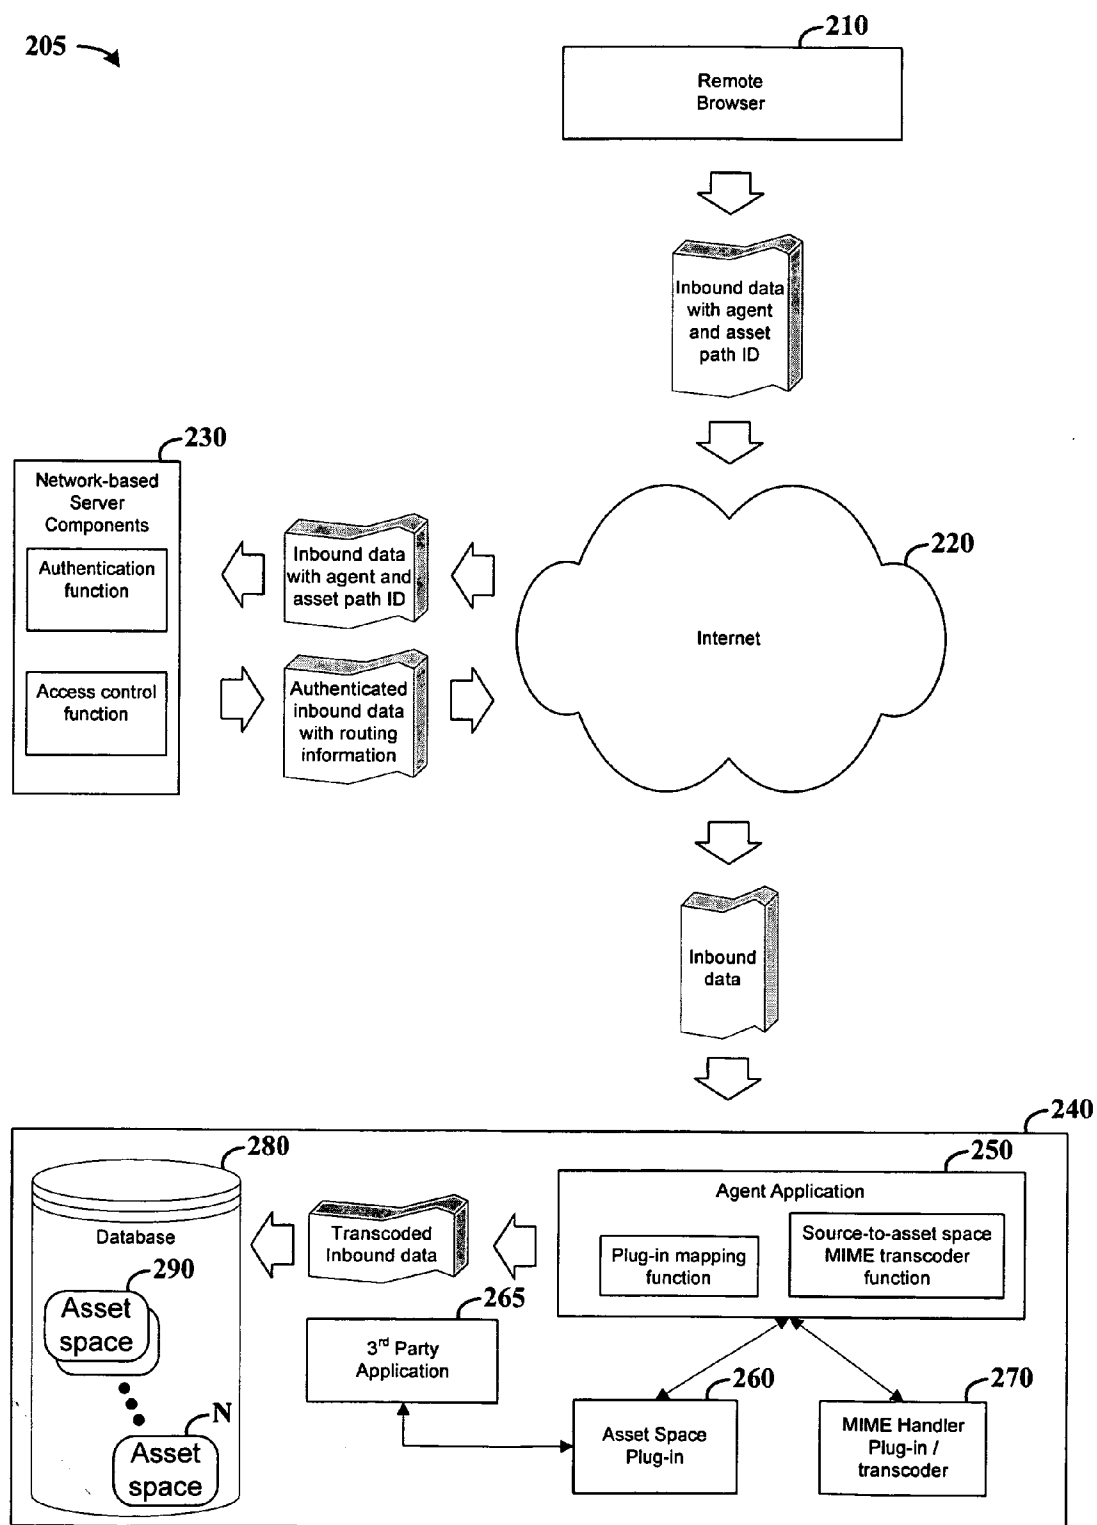 205
210
Remote
Browser
Inbound data
with agent
and asset
path ID
230
Network-based
Server
Components
Authentication
function
Access control
function
Inbound data
with agent and
asset path ID
Authenticated
inbound data
with routing
information
220
Internet
Inbound
data
240
280
Database
290
Asset
space
N
Asset
space
Transcoded
Inbound data
265
3rd Party
Application
250
Agent Application
Plug-in mapping
function
Source-to-asset space
MIME transcoder
function
260
Asset Space
Plug-in
270
MIME Handler
Plug-in /
transcoder